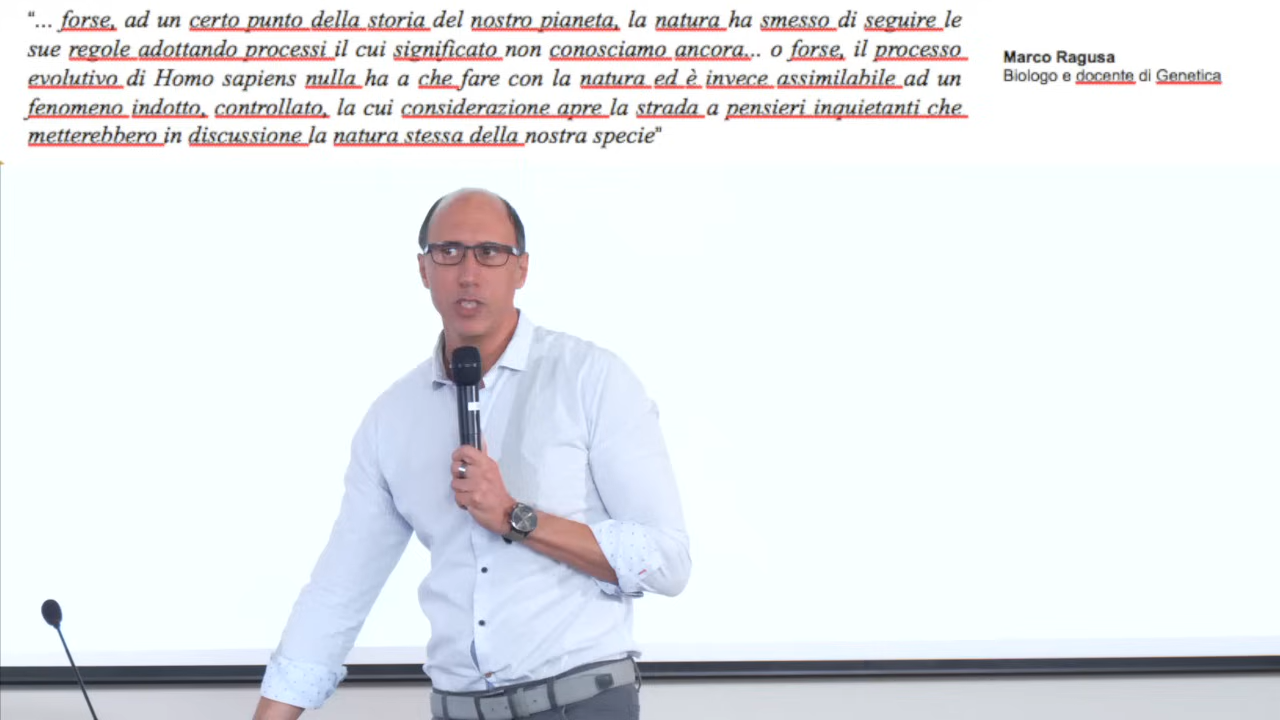 “... forse, ad un certo punto della storia del nostro pianeta, la natura ha smesso di seguire le
sue regole adottando processi il cui significato non conosciamo ancora... o forse, il processo
evolutivo di Homo sapiens nulla ha a che fare con la natura ed è invece assimilabile ad un
fenomeno indotto, controllato, la cui considerazione apre la strada a pensieri inquietanti che
metterebbero in discussione la natura stessa della nostra specie”
Marco Ragusa
Biologo e docente di Genetica